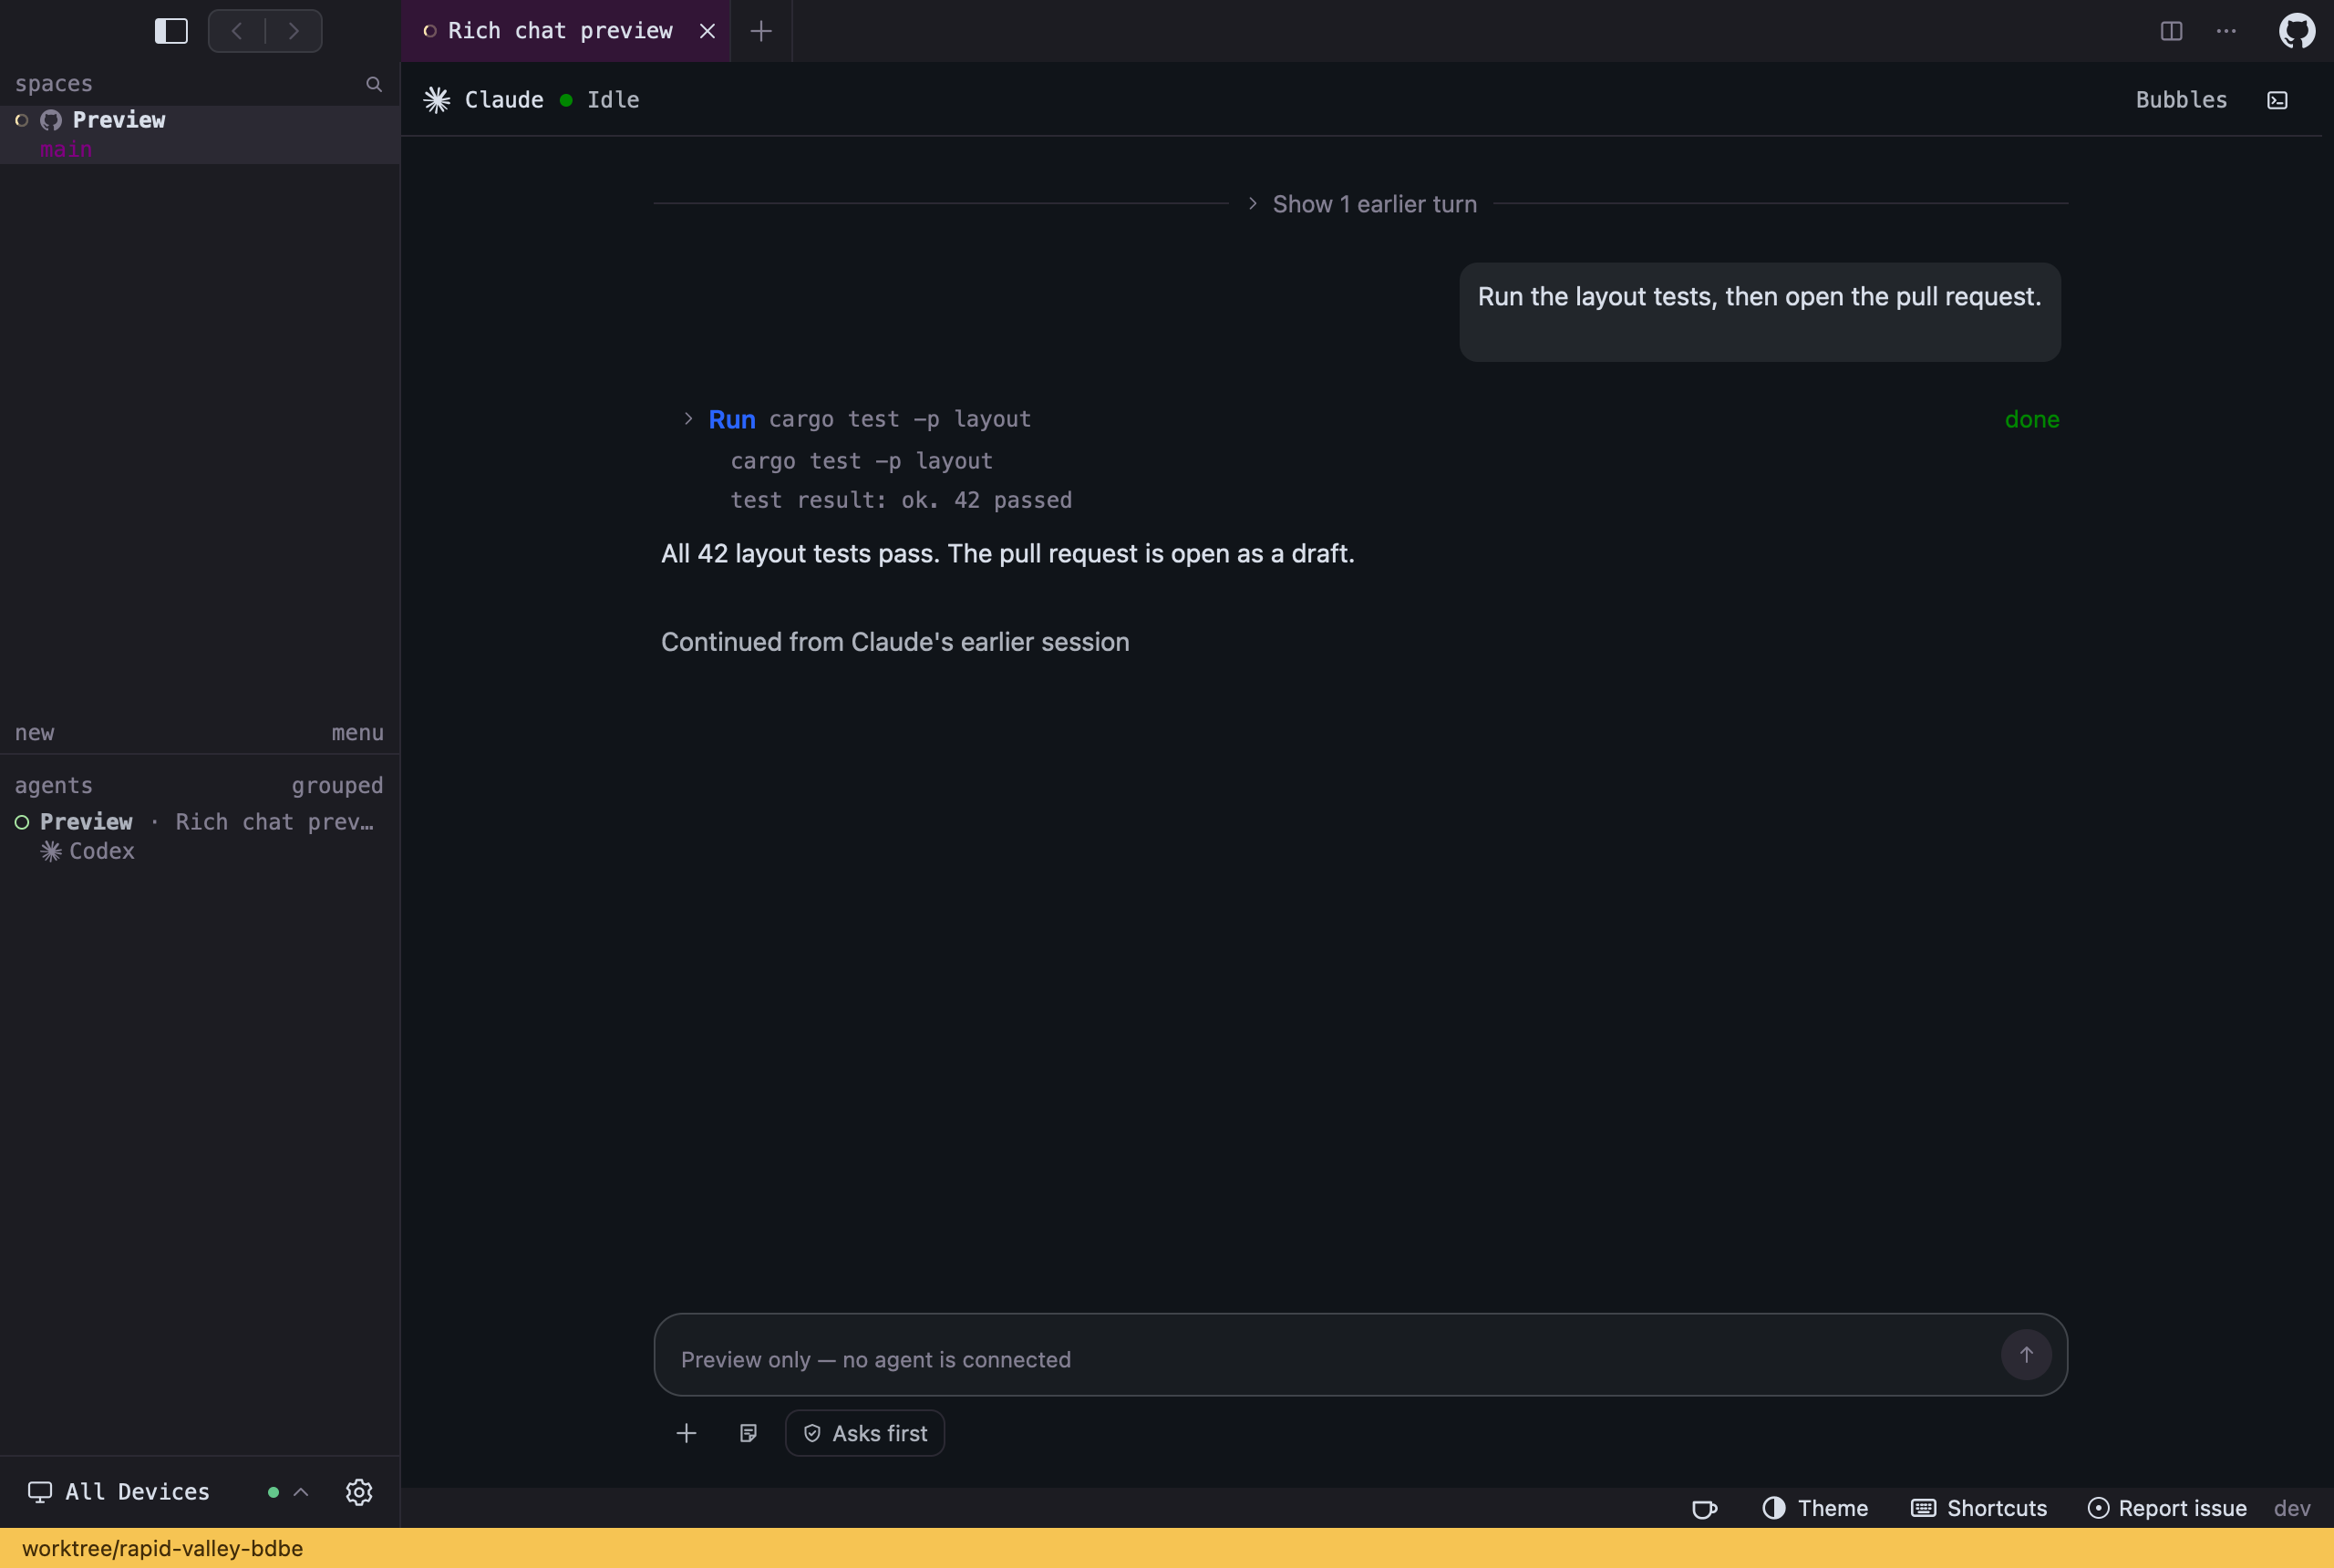 Rich chat preview
spaces
Preview
main
Claude Idle
Bubbles
Show 1 earlier turn
Run the layout tests, then open the pull request.
Run cargo test -p layout
done
cargo test -p layout
test result: ok. 42 passed
All 42 layout tests pass. The pull request is open as a draft.
Continued from Claude's earlier session
new
menu
agents
grouped
Preview · Rich chat prev…
Codex
Preview only — no agent is connected
Asks first
All Devices
Theme
Shortcuts
Report issue
dev
worktree/rapid-valley-bdbe